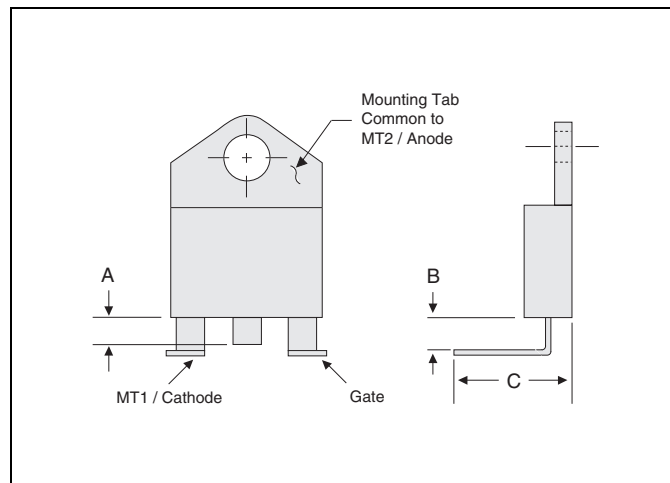 Mounting Tab
Common to
MT2 / Anode
A
B
C
MT1 / Cathode
Gate